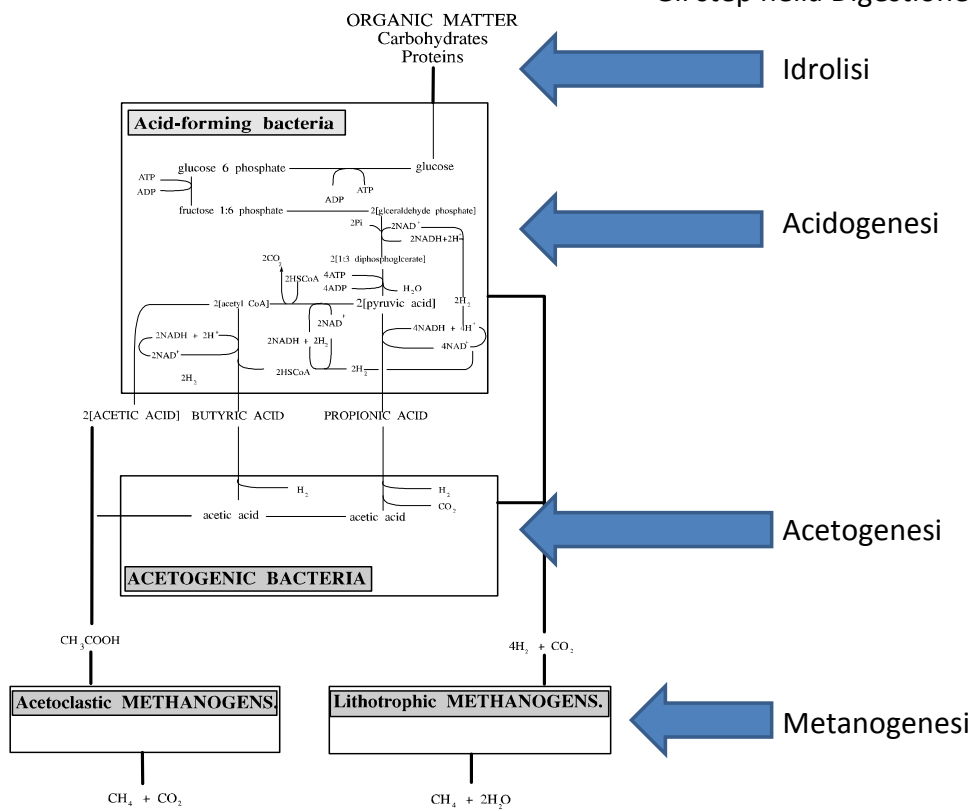 ORGANIC MATTER
Carbohydrates
Proteins
Idrolisi
Acid-forming bacteria
glucose 6 phosphate
glucose
ATP
ADP
ADP
ATP
fructose 1:6 phosphate
2[glceraldehyde phosphate]
Acidogenesi
2Pi
2NAD+
2NADH+2H+
2[1:3 diphosphoglcerate]
2CO2
2HSCoA
4ATP
4ADP
H2O
2[acetyl CoA]
2[pyruvic acid]
2H2
2NAD+
2NADH + 2H+
2NAD+
2NADH + 2H2
4NADH + 4H+
4NAD+
2H2
2HSCoA
2H2
2[ACETIC ACID]
BUTYRIC ACID
PROPIONIC ACID
H2
H2
CO2
acetic acid
acetic acid
Acetogenesi
ACETOGENIC BACTERIA
CH3COOH
4H2 + CO2
Acetoclastic METHANOGENS.
Lithotrophic METHANOGENS.
Metanogenesi
CH4 + CO2
CH4 + 2H2O